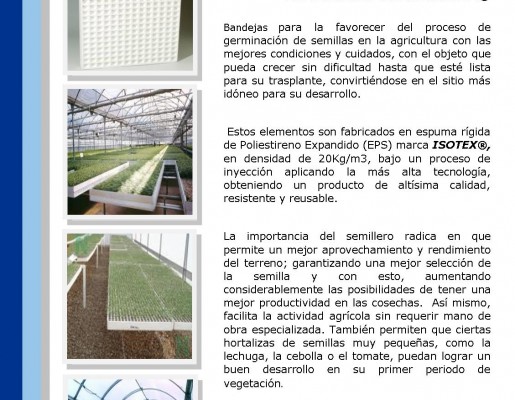 Bandejas para la favorecer del proceso de
germinación de semillas en la agricultura con las
mejores condiciones y cuidados, con el objeto que
pueda crecer sin dificultad hasta que esté lista
para su trasplante, convirtiéndose en el sitio más
idóneo para su desarrollo.
Estos elementos son fabricados en espuma rígida
de Poliestireno Expandido (EPS) marca ISOTEX®,
en densidad de 20Kg/m3, bajo un proceso de
inyección aplicando la más alta tecnología,
obteniendo un producto de altísima calidad,
resistente y reusable.
La importancia del semillero radica en que
permite un mejor aprovechamiento y rendimiento
del terreno; garantizando una mejor selección de
la semilla y con esto, aumentando
considerablemente las posibilidades de tener una
mejor productividad en las cosechas. Así mismo,
facilita la actividad agrícola sin requerir mano de
obra especializada. También permiten que ciertas
hortalizas de semillas muy pequeñas, como la
lechuga, la cebolla o el tomate, puedan lograr un
buen desarrollo en su primer periodo de
vegetación.